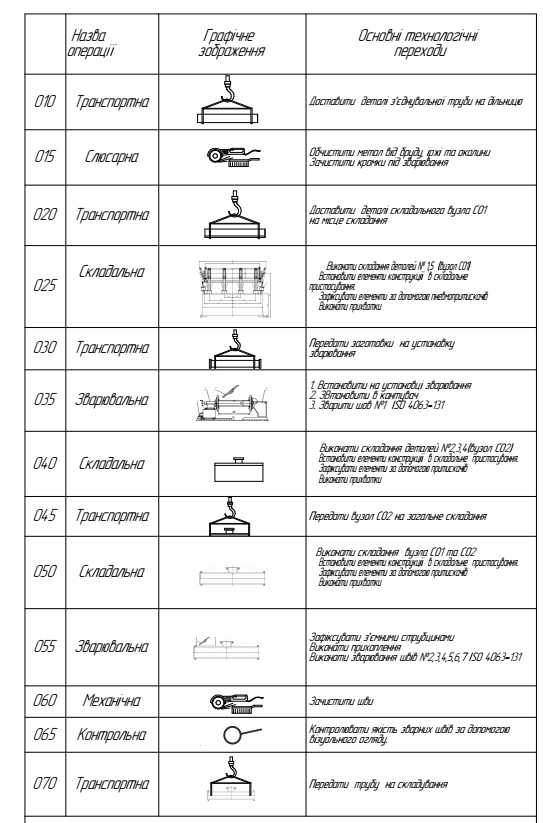 Назва операції
Графічне зображення
Основні технологічні переходи
010 Транспортна
Доставити деталі з'єднувальної труби на дільницю
015 Слюсарна
Обчистити метал від бруду, іржі та окалини
Зачистити кромки під зварювання
020 Транспортна
Доставити деталі складального вузла СО1
на місце складання
025 Складальна
Виконати складання деталей № 1,5 (вузол СО1)
Встановити елементи конструкції в складальне
пристосування.
Зафіксувати елементи за допомогою пневмопритискачів
Виконати прихватки
030 Транспортна
Передати заготовки на установку
зварювання
035 Зварювальна
1. Встановити на установці зварювання
2. ЗВтановити в кантувач
3. Зварити шов №1 ISO 4063-131
040 Складальна
Виконати складання деталей №2,3,4(вузол СО2)
Встановити елементи конструкції в складальне пристосування.
Зафіксувати елементи за допомогою притискачів
Виконати прихватки
045 Транспортна
Передати вузол СО2 на загальне складання
050 Складальна
Виконати складання вузла СО1 та СО2
Встановити елементи конструкції в складальне пристосування.
Зафіксувати елементи за допомогою притискачів
Виконати прихватки
055 Зварювальна
Зафіксувати з'ємними струбцинами
Виконати прихоплення
Виконати зварювання швів №2,3,4,5,6,7 ISO 4063-131
060 Механічна
Зачистити шви
065 Контрольна
Контролювати якість зварних швів за допомогою
візуального огляду.
070 Транспортна
Передати трубу на складування